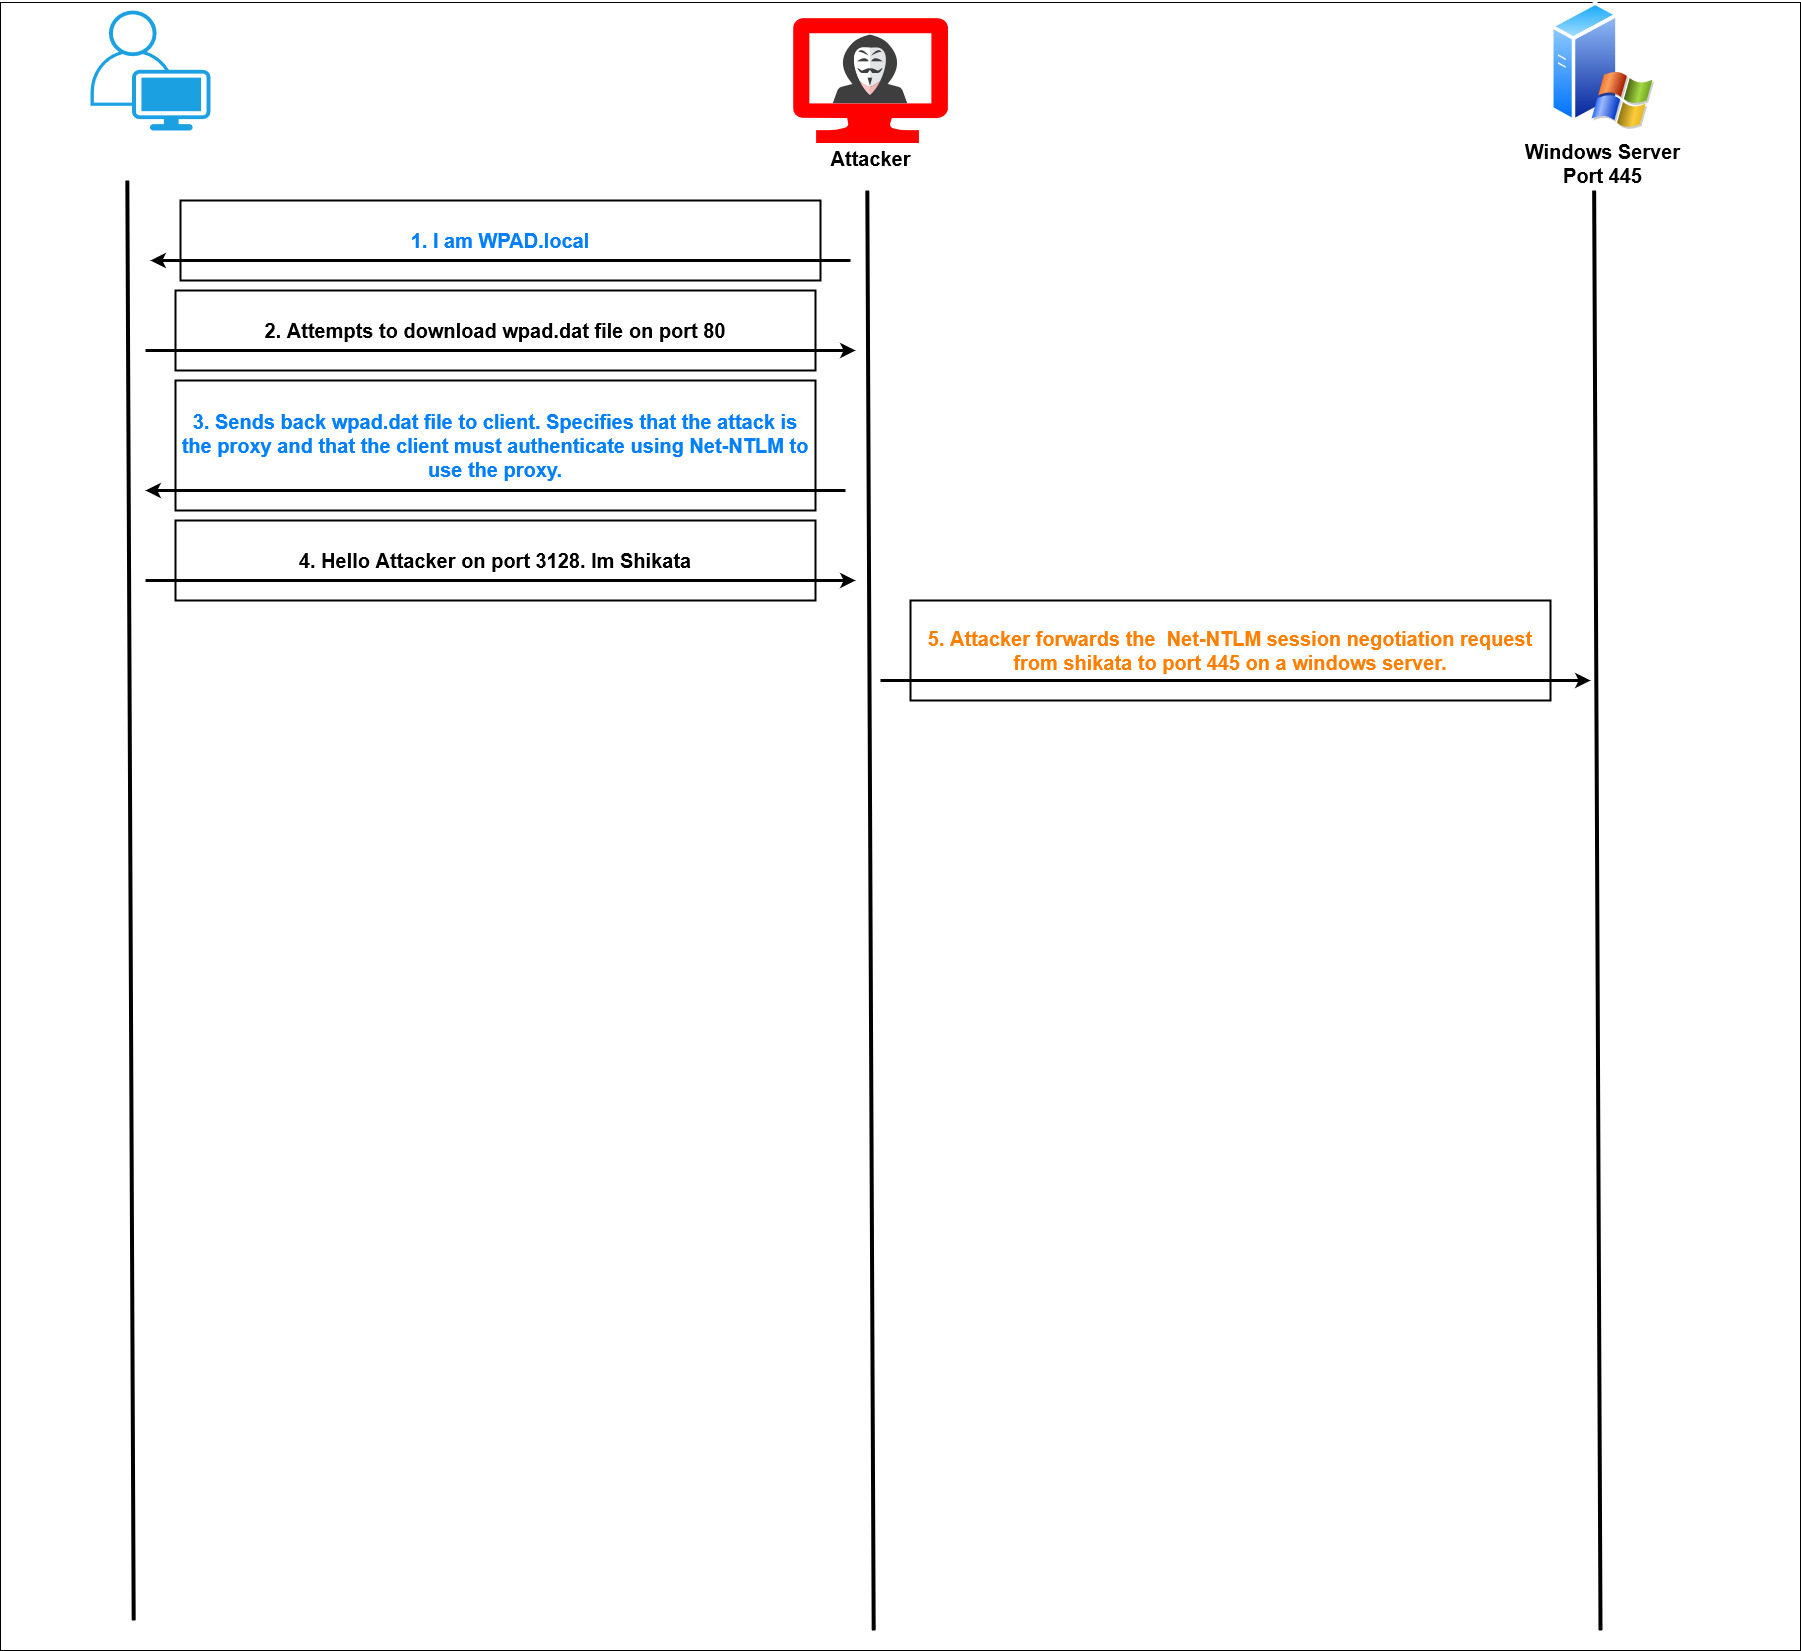 Attacker
Windows Server
Port 445
1. I am WPAD.local
2. Attempts to download wpad.dat file on port 80
3. Sends back wpad.dat file to client. Specifies that the attack is
the proxy and that the client must authenticate using Net-NTLM to
use the proxy.
4. Hello Attacker on port 3128. Im Shikata
5. Attacker forwards the  Net-NTLM session negotiation request
from shikata to port 445 on a windows server.